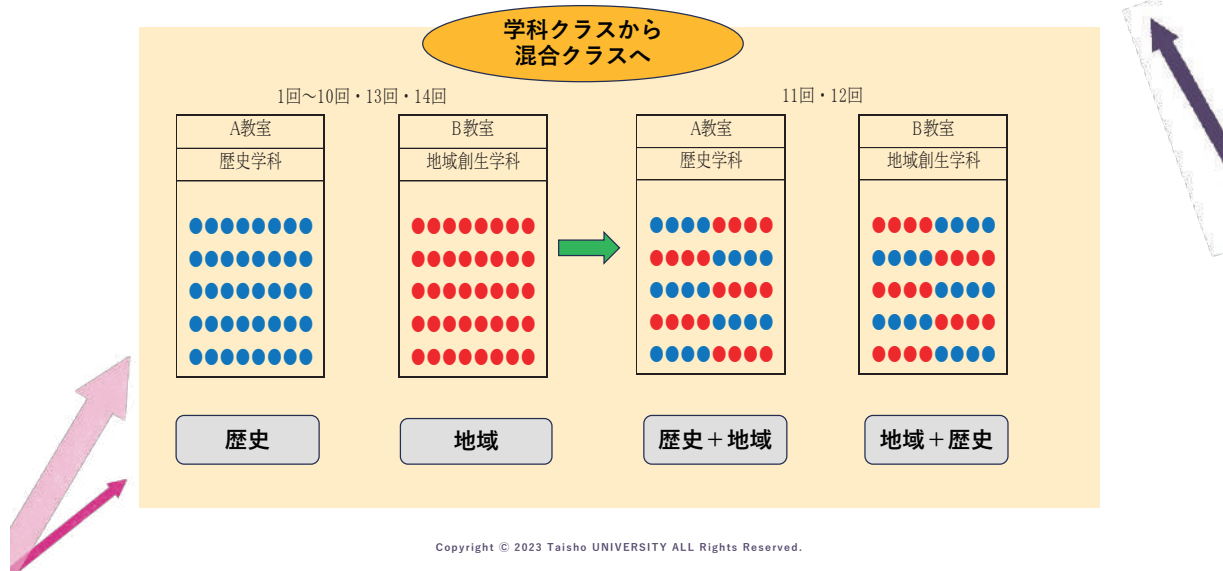 学科クラスから
混合クラスへ
1回～10回・13回・14回
11回・12回
A教室
歴史学科
B教室
地域創生学科
A教室
歴史学科
B教室
地域創生学科
歴史
地域
歴史＋地域
地域＋歴史
Copyright © 2023 Taisho UNIVERSITY ALL Rights Reserved.